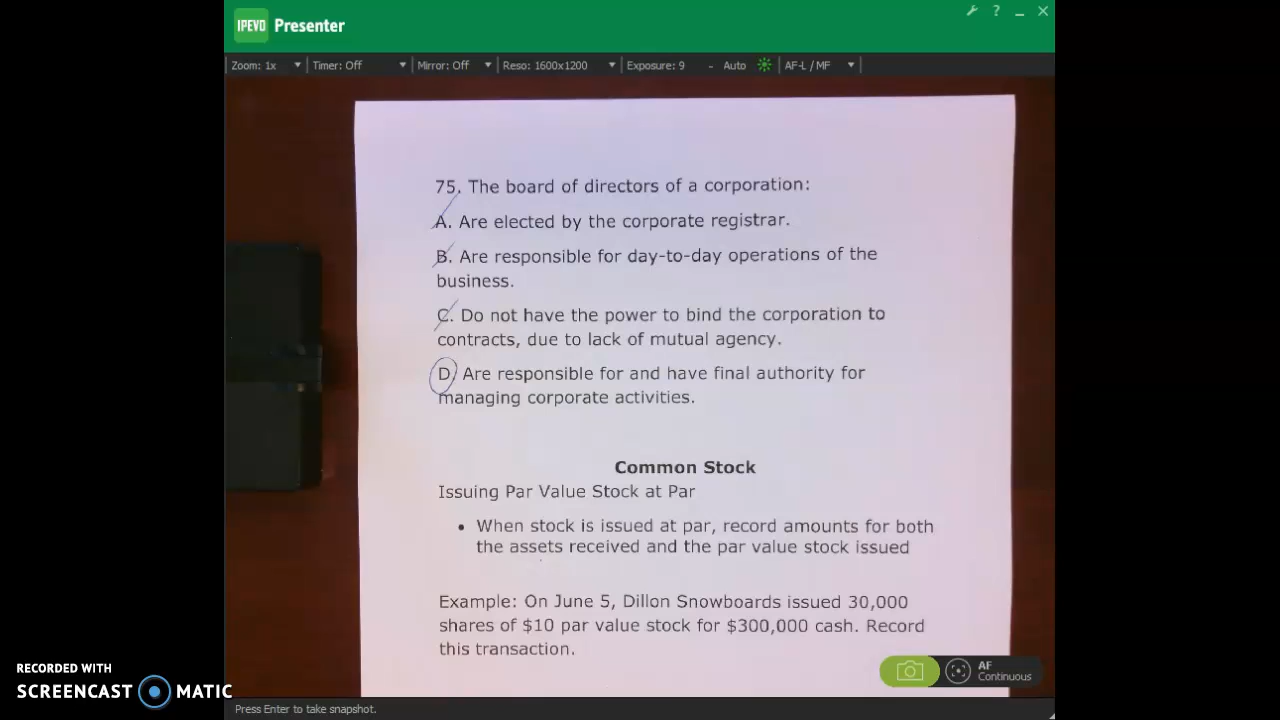 IPEVO Presenter
Zoom: 1x Timer: Off Mirror: Off Reso: 1600x1200 Exposure: 9 - Auto AF-L / MF
75. The board of directors of a corporation:
A. Are elected by the corporate registrar.
B. Are responsible for day-to-day operations of the
business.
C. Do not have the power to bind the corporation to
contracts, due to lack of mutual agency.
D. Are responsible for and have final authority for
managing corporate activities.
Common Stock
Issuing Par Value Stock at Par
• When stock is issued at par, record amounts for both
the assets received and the par value stock issued
Example: On June 5, Dillon Snowboards issued 30,000
shares of $10 par value stock for $300,000 cash. Record
this transaction.
AF
Continuous
RECORDED WITH
SCREENCAST MATIC
Press Enter to take snapshot.